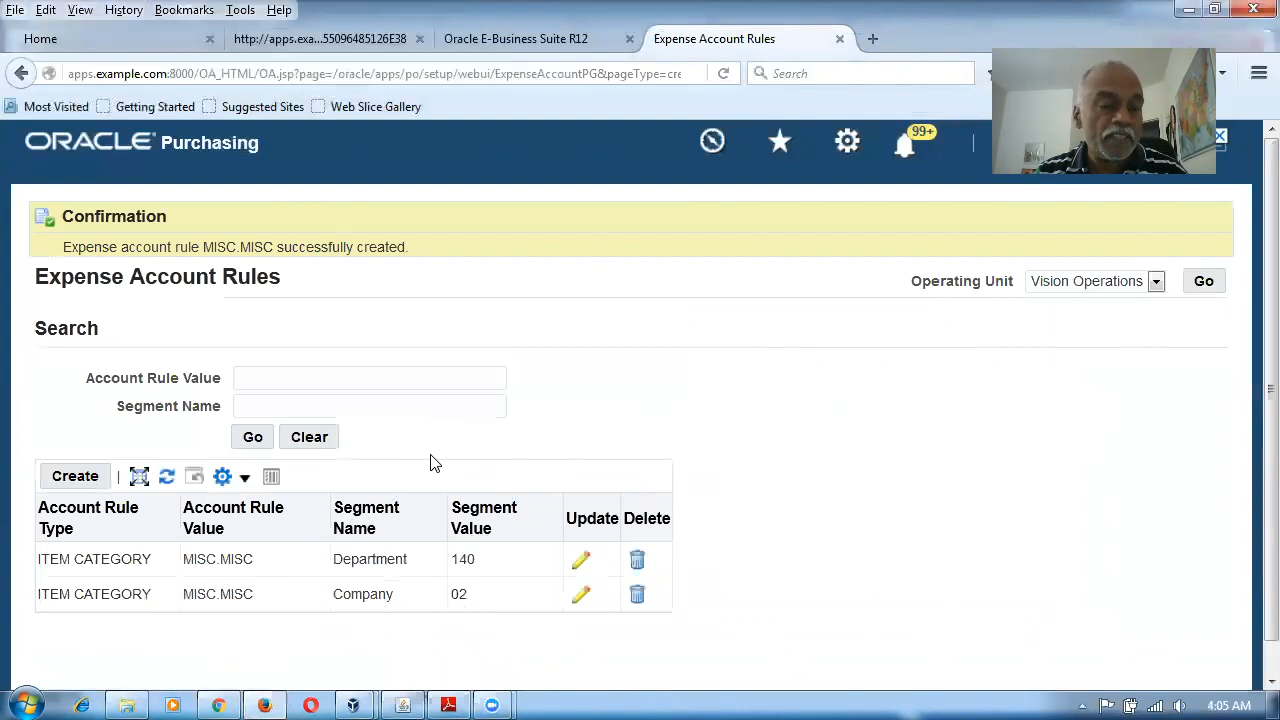 File Edit View History Bookmarks Tools Help
Home
http://apps.exa...55096485126E38
Oracle E-Business Suite R12
Expense Account Rules
apps.example.com:8000/OA_HTML/OA.jsp?page=/oracle/apps/po/setup/webui/ExpenseAccountPG&pageType=cre
Search
Most Visited Getting Started Suggested Sites Web Slice Gallery
ORACLE Purchasing
99+
Confirmation
Expense account rule MISC.MISC successfully created.
Expense Account Rules
Operating Unit Vision Operations Go
Search
Account Rule Value
Segment Name
Go Clear
Create
Account Rule Type Account Rule Value Segment Name Segment Value Update Delete
ITEM CATEGORY MISC.MISC Department 140
ITEM CATEGORY MISC.MISC Company 02
4:05 AM